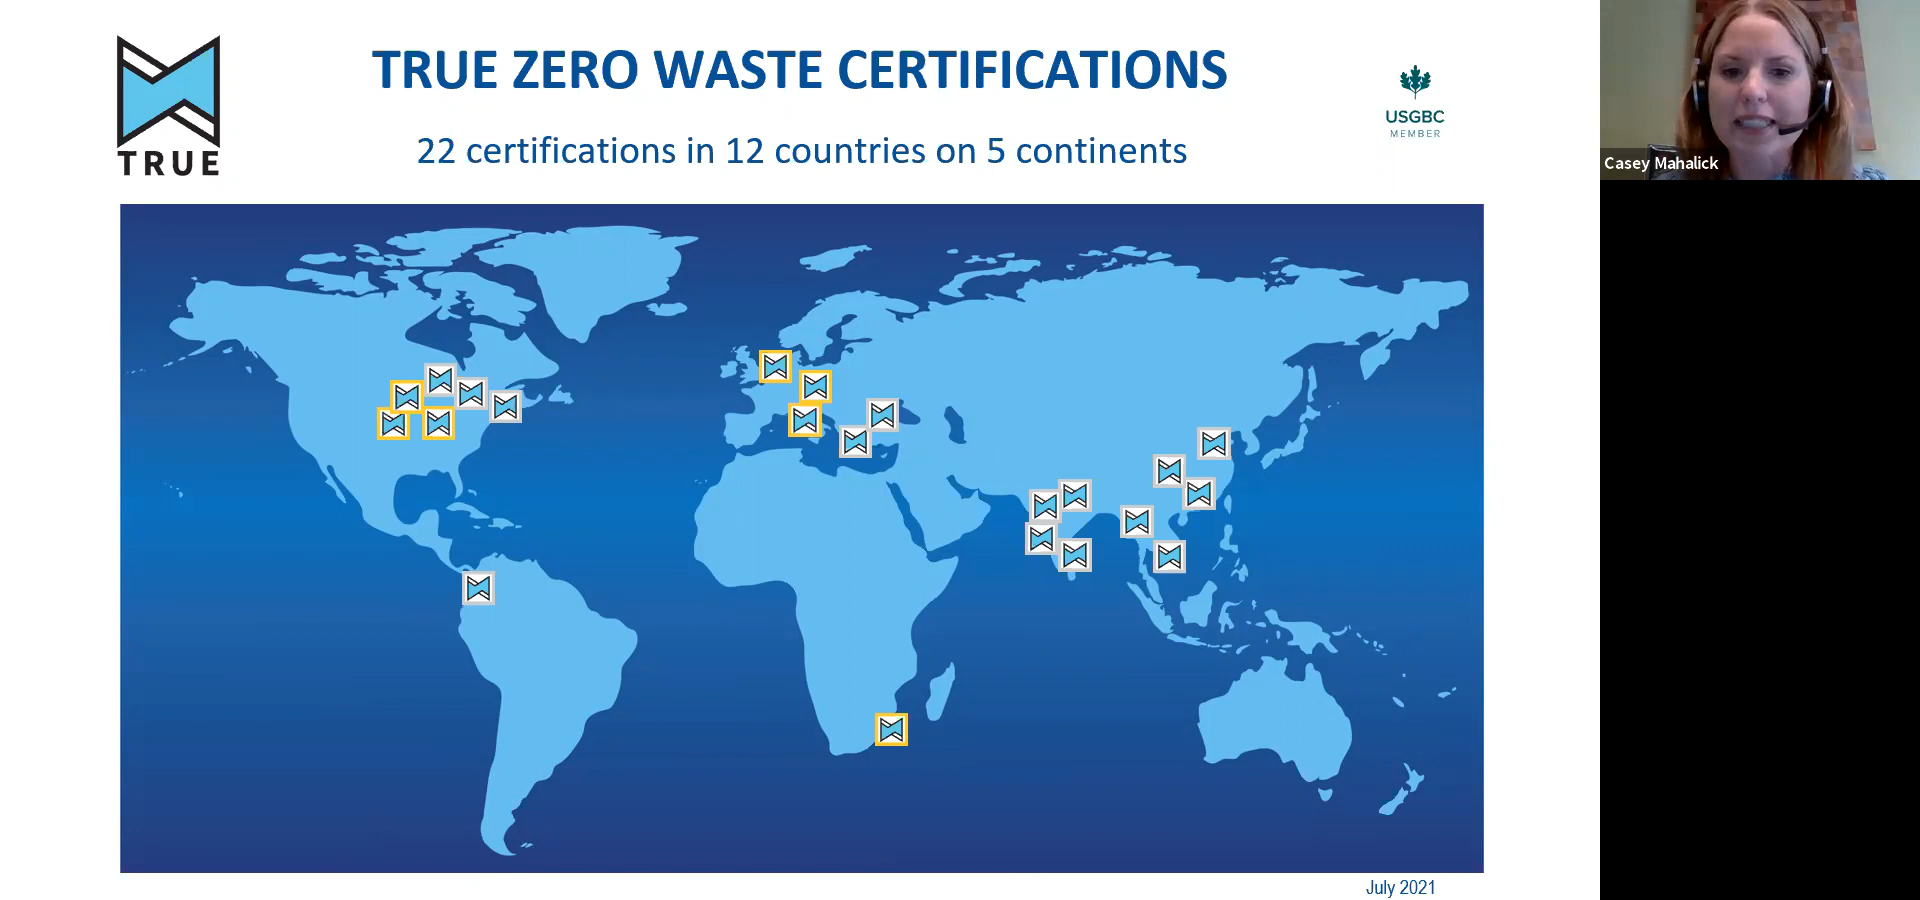 TRUE ZERO WASTE CERTIFICATIONS
22 certifications in 12 countries on 5 continents
TRUE
USGBC
MEMBER
Casey Mahalick
July 2021